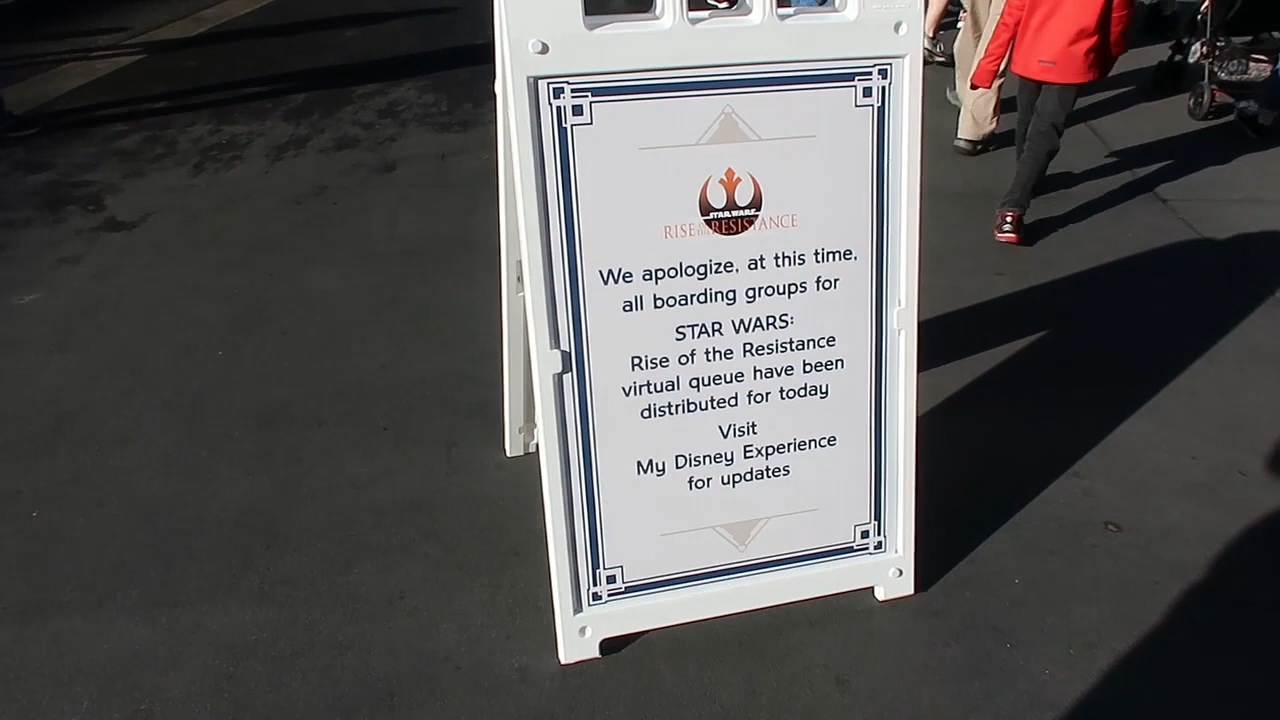 STAR WARS
RISE OF THE RESISTANCE
We apologize, at this time,
all boarding groups for
STAR WARS:
Rise of the Resistance
virtual queue have been
distributed for today
Visit
My Disney Experience
for updates